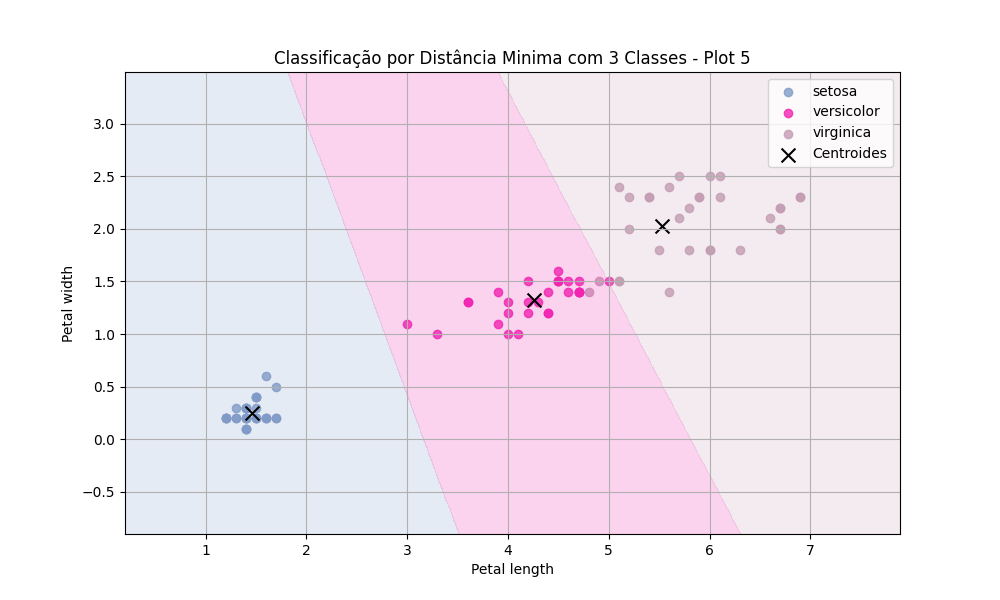 Classificação por Distância Minima com 3 Classes - Plot 5
setosa
versicolor
virginica
Centroides
Petal width
3.0
2.5
2.0
1.5
1.0
0.5
0.0
−0.5
1 2 3 4 5 6 7
Petal length